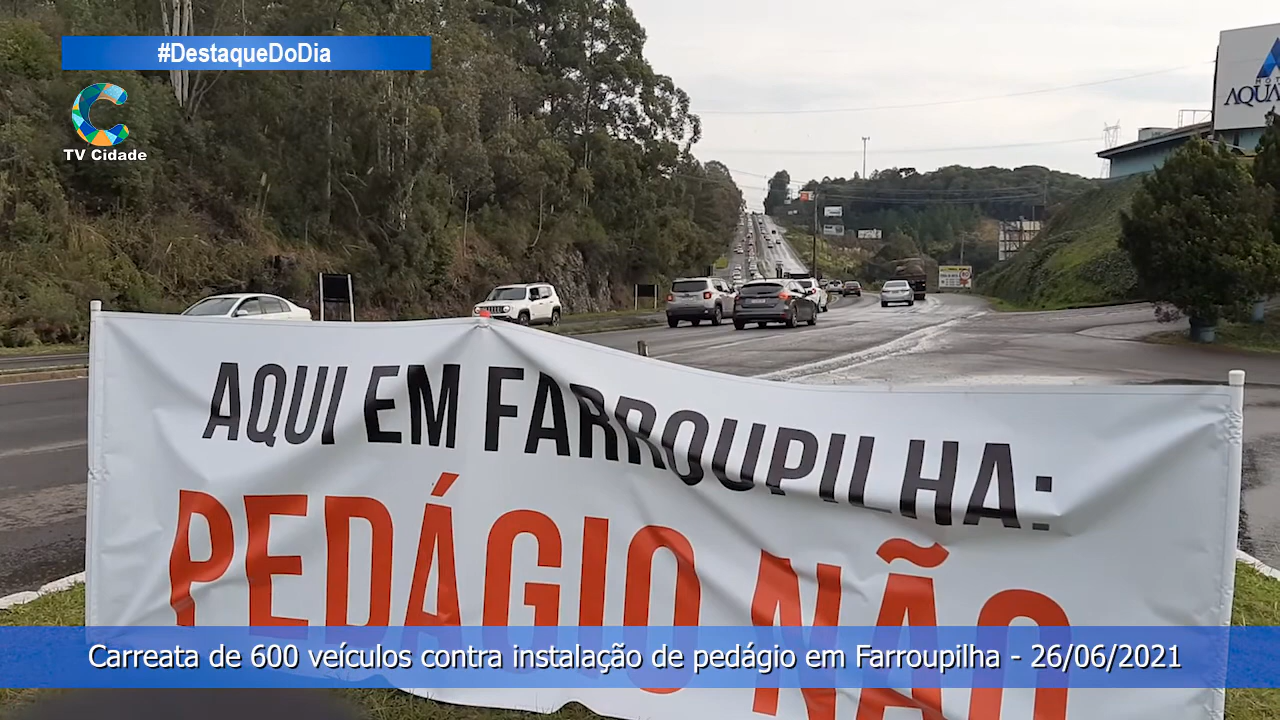 #DestaqueDoDia
TV Cidade
AQUI EM FARROUPILHA:
PEDÁGIO NÃO
Carreata de 600 veículos contra instalação de pedágio em Farroupilha - 26/06/2021